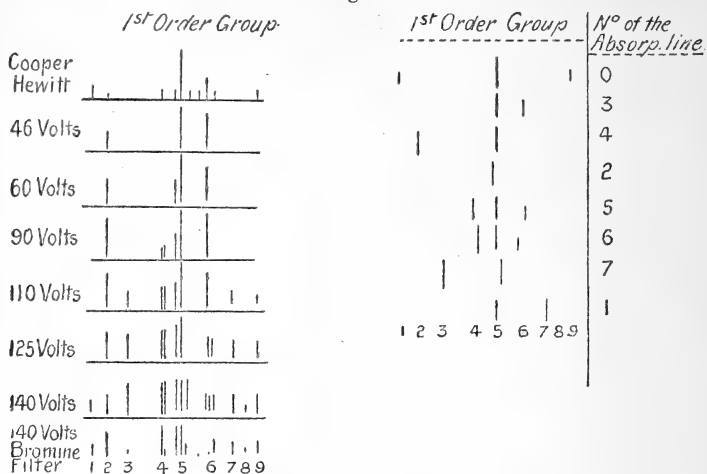 1st Order Group.
Cooper
Hewitt
46 Volts
60 Volts
90 Volts
110 Volts
125 Volts
140 Volts
140 Volts
Bromine
Filter 1 2 3 4 5 6 7 8 9
1st Order Group
1 2 3 4 5 6 7 8 9
No of the
Absorp. line.
0
3
4
2
5
6
7
1